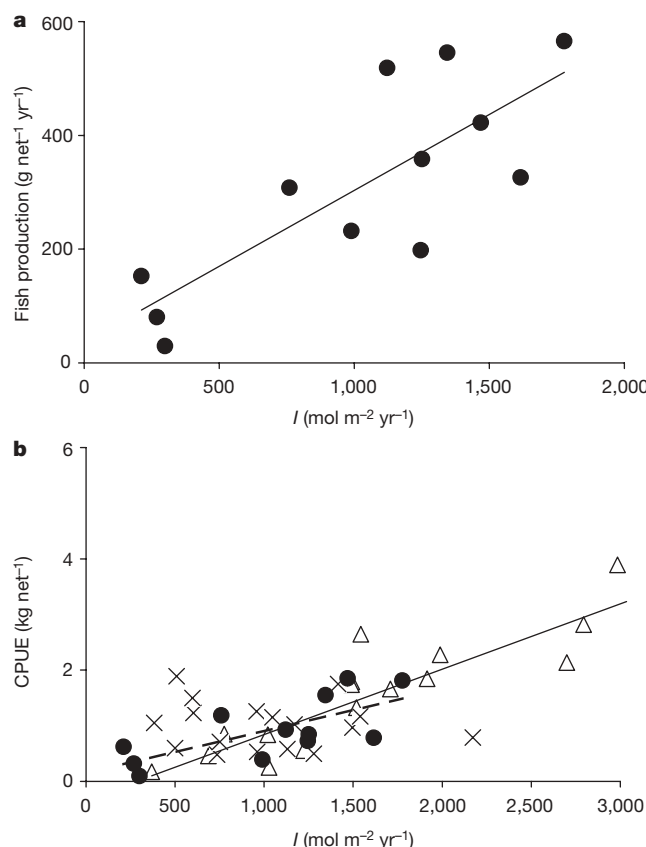 a
600
400
200
0
Fish production (g net⁻¹ yr⁻¹)
0 500 1,000 1,500 2,000
I (mol m⁻² yr⁻¹)
b
6
4
2
0
CPUE (kg net⁻¹)
0 500 1,000 1,500 2,000 2,500 3,000
I (mol m⁻² yr⁻¹)